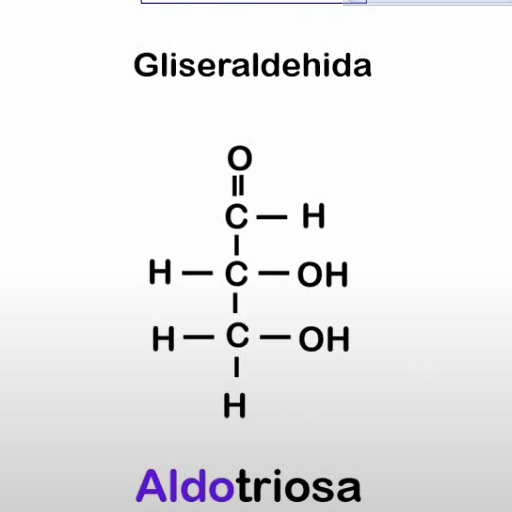 Gliseraldehida
O
C — H
H — C — OH
H — C — OH
H
Aldotriosa